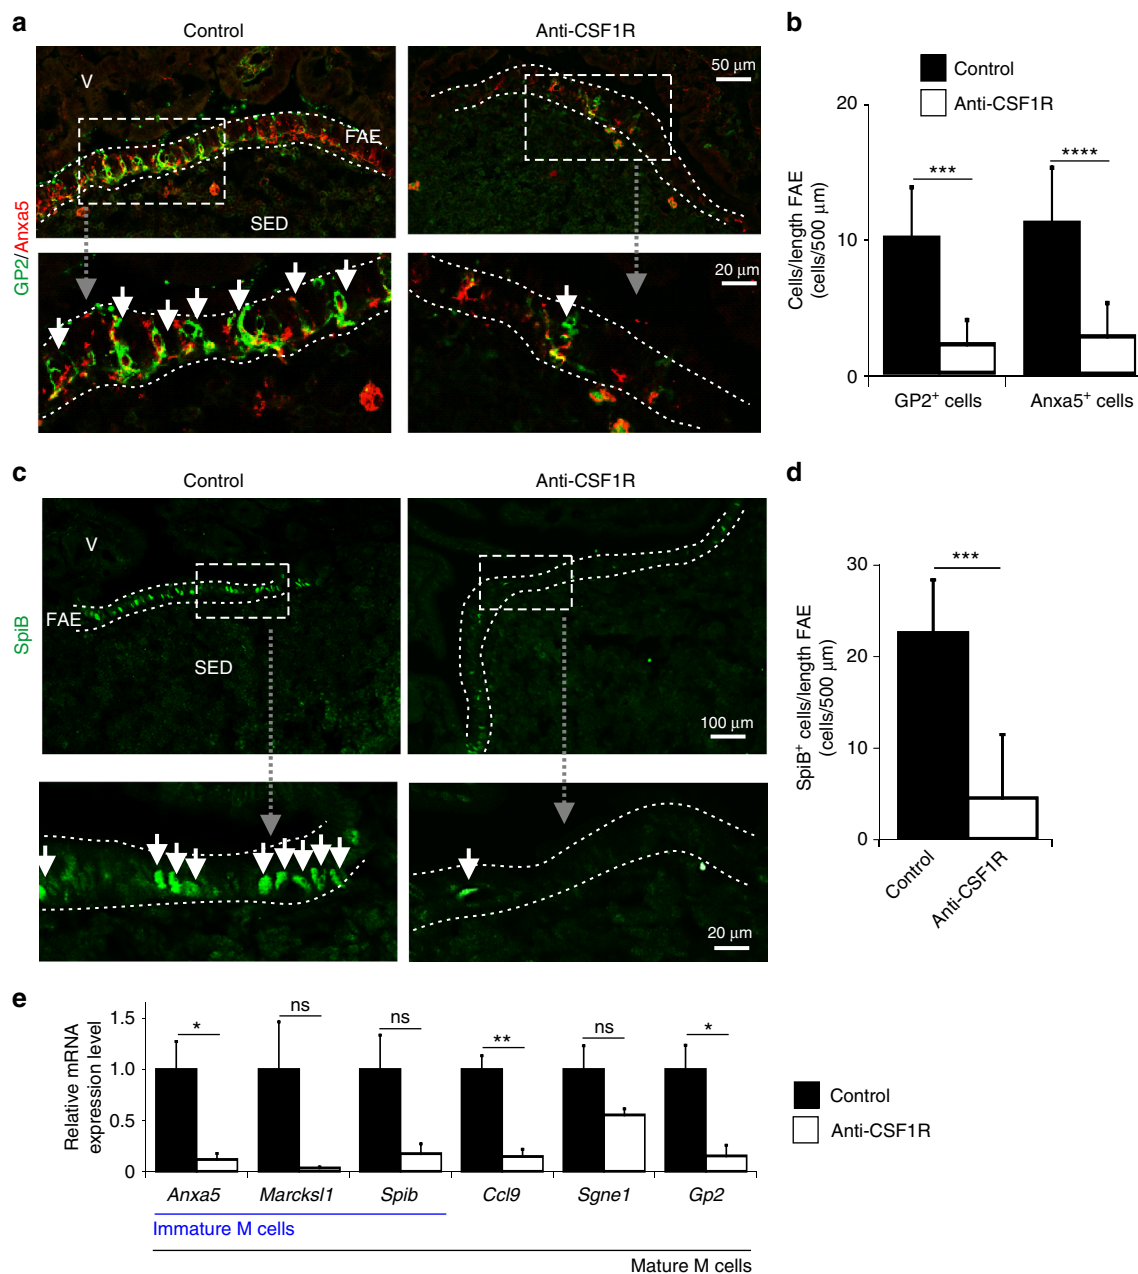 a
Control
Anti-CSF1R
GP2/Anxa5
V
FAE
SED
50 µm
20 µm
b
Control
Anti-CSF1R
Cells/length FAE
(cells/500 µm)
20
10
0
***
****
GP2+ cells
Anxa5+ cells
c
Control
Anti-CSF1R
SpiB
V
FAE
SED
100 µm
20 µm
d
SpiB+ cells/length FAE
(cells/500 µm)
30
20
10
0
***
Control
Anti-CSF1R
e
Relative mRNA
expression level
1.5
1.0
0.5
0
*
ns
ns
**
ns
*
Anxa5
Marcksl1
Spib
Ccl9
Sgne1
Gp2
Immature M cells
Mature M cells
Control
Anti-CSF1R